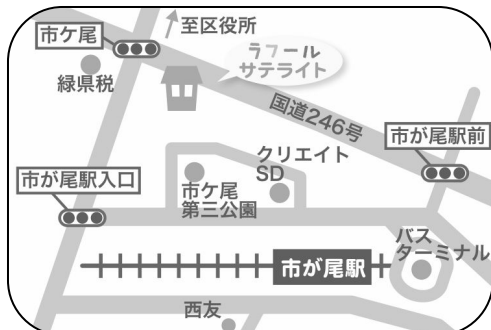 市ケ尾
至区役所
ラフール
サテライト
緑県税
国道246号
市が尾駅前
クリエイト
SD
市が尾駅入口
市ケ尾
第三公園
バス
ターミナル
市が尾駅
西友